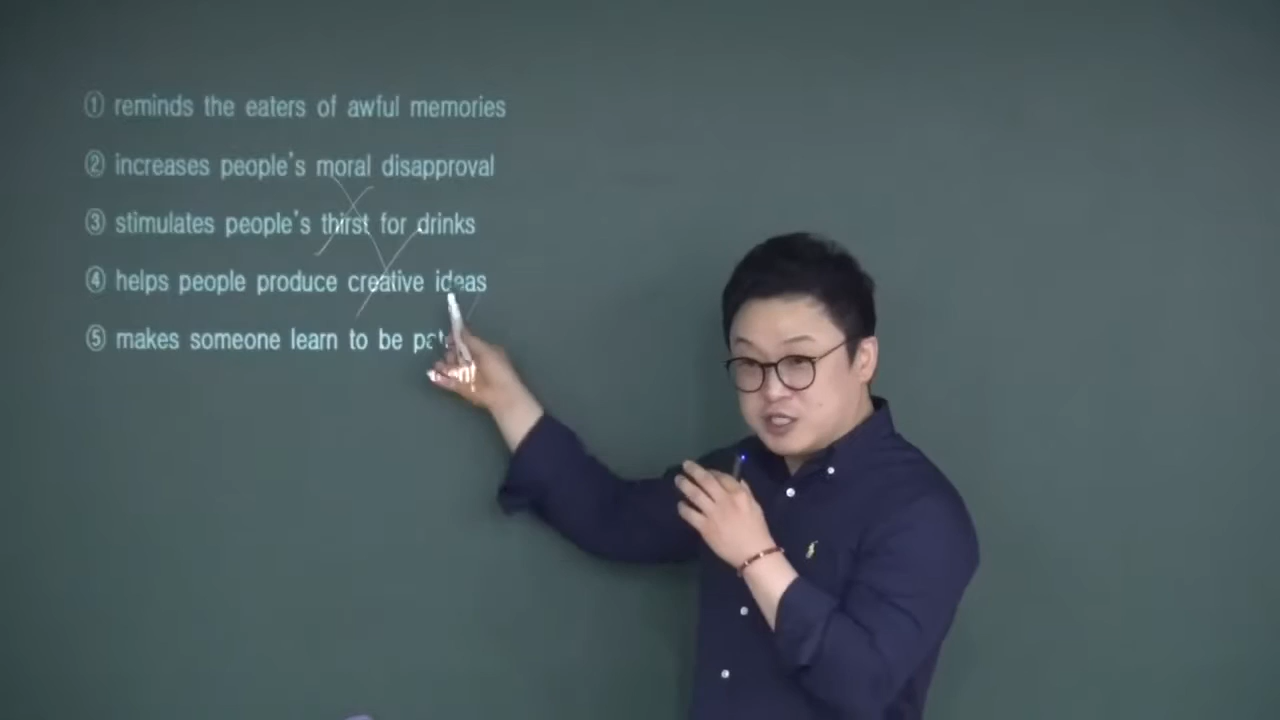 ① reminds the eaters of awful memories
② increases people's moral disapproval
③ stimulates people's thirst for drinks
④ helps people produce creative ideas
⑤ makes someone learn to be